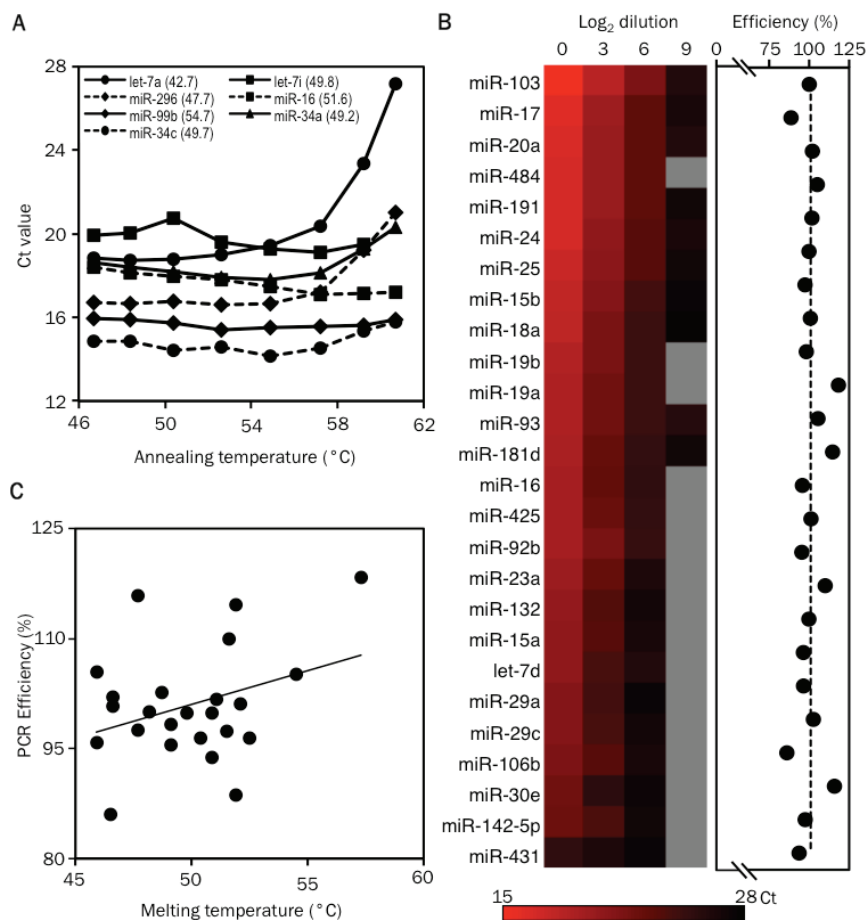 A
28
24
20
16
12
Ct value
let-7a (42.7)
let-7i (49.8)
miR-296 (47.7)
miR-16 (51.6)
miR-99b (54.7)
miR-34a (49.2)
miR-34c (49.7)
46 50 54 58 62
Annealing temperature (°C)
B
Log2 dilution
Efficiency (%)
0 3 6 9
0 75 100 125
miR-103
miR-17
miR-20a
miR-484
miR-191
miR-24
miR-25
miR-15b
miR-18a
miR-19b
miR-19a
miR-93
miR-181d
miR-16
miR-425
miR-92b
miR-23a
miR-132
miR-15a
let-7d
miR-29a
miR-29c
miR-106b
miR-30e
miR-142-5p
miR-431
15 28 Ct
C
125
110
95
80
PCR Efficiency (%)
45 50 55 60
Melting temperature (°C)